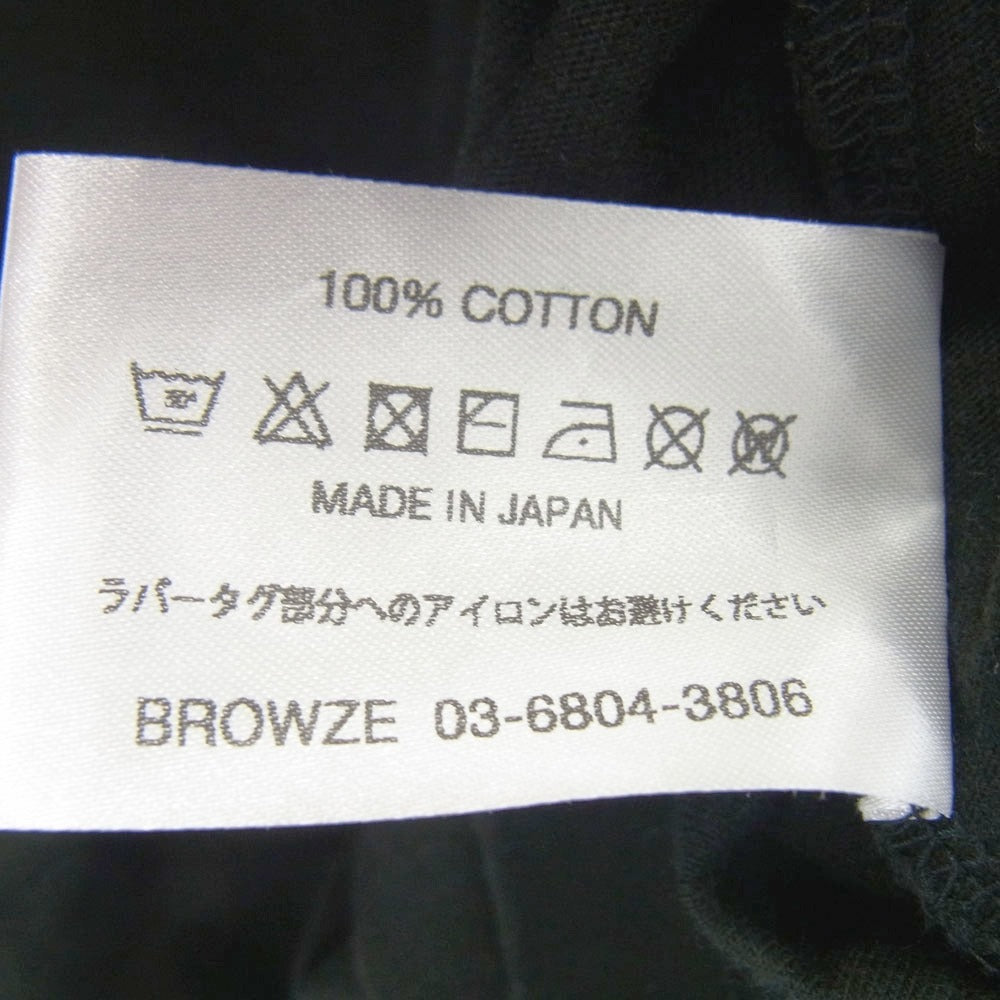 100% COTTON
W
MADE IN JAPAN
ラバータグ部分へのアイロンはお避けください
BROWZE 03-6804-3806